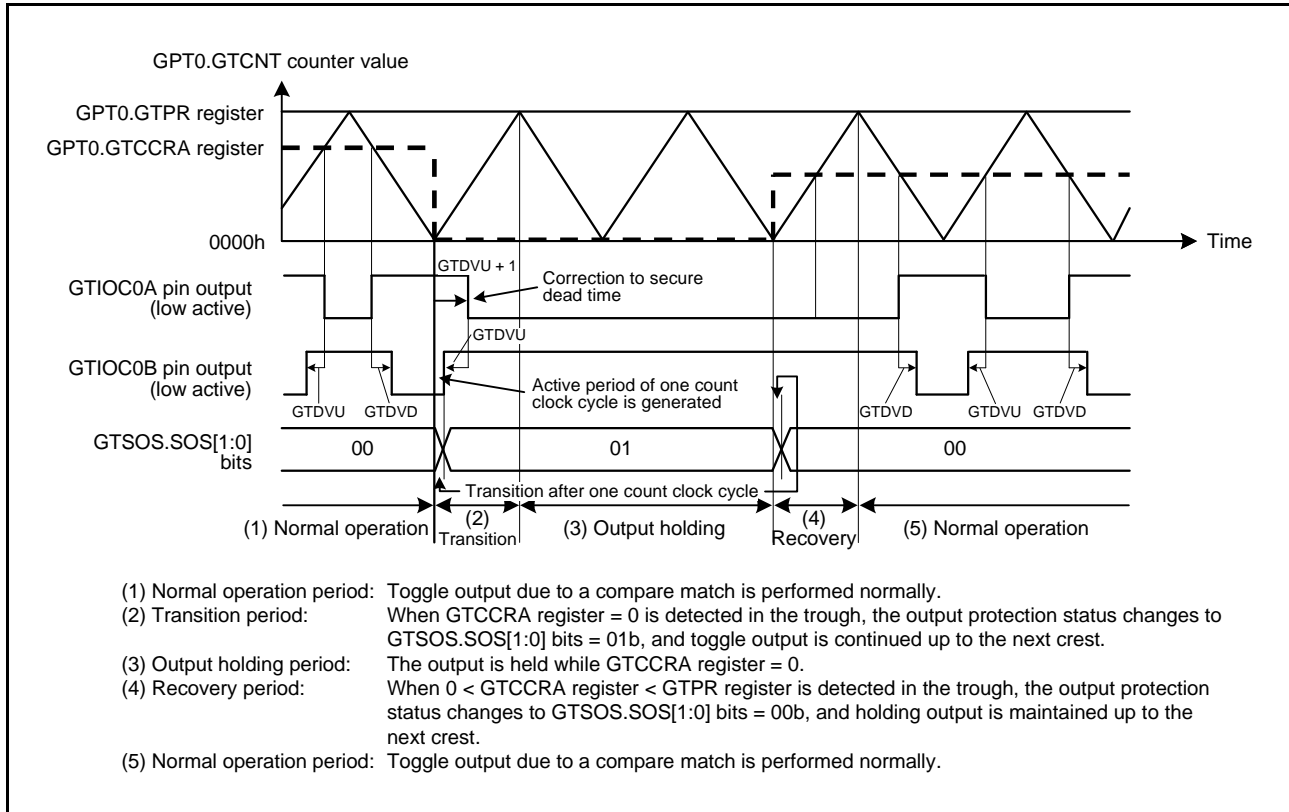 GPT0.GTCNT counter value
GPT0.GTPR register
GPT0.GTCCRA register
0000h
Time
GTIOC0A pin output
(low active)
GTDVU + 1
Correction to secure
dead time
GTDVU
GTIOC0B pin output
(low active)
Active period of one count
clock cycle is generated
GTDVU
GTDVD
GTDVD
GTDVU
GTDVD
GTSOS.SOS[1:0]
bits
00
01
00
Transition after one count clock cycle
(1) Normal operation
(2)
Transition
(3) Output holding
(4)
Recovery
(5) Normal operation
(1) Normal operation period: Toggle output due to a compare match is performed normally.
(2) Transition period: When GTCCRA register = 0 is detected in the trough, the output protection status changes to
GTSOS.SOS[1:0] bits = 01b, and toggle output is continued up to the next crest.
(3) Output holding period: The output is held while GTCCRA register = 0.
(4) Recovery period: When 0 < GTCCRA register < GTPR register is detected in the trough, the output protection
status changes to GTSOS.SOS[1:0] bits = 00b, and holding output is maintained up to the
next crest.
(5) Normal operation period: Toggle output due to a compare match is performed normally.